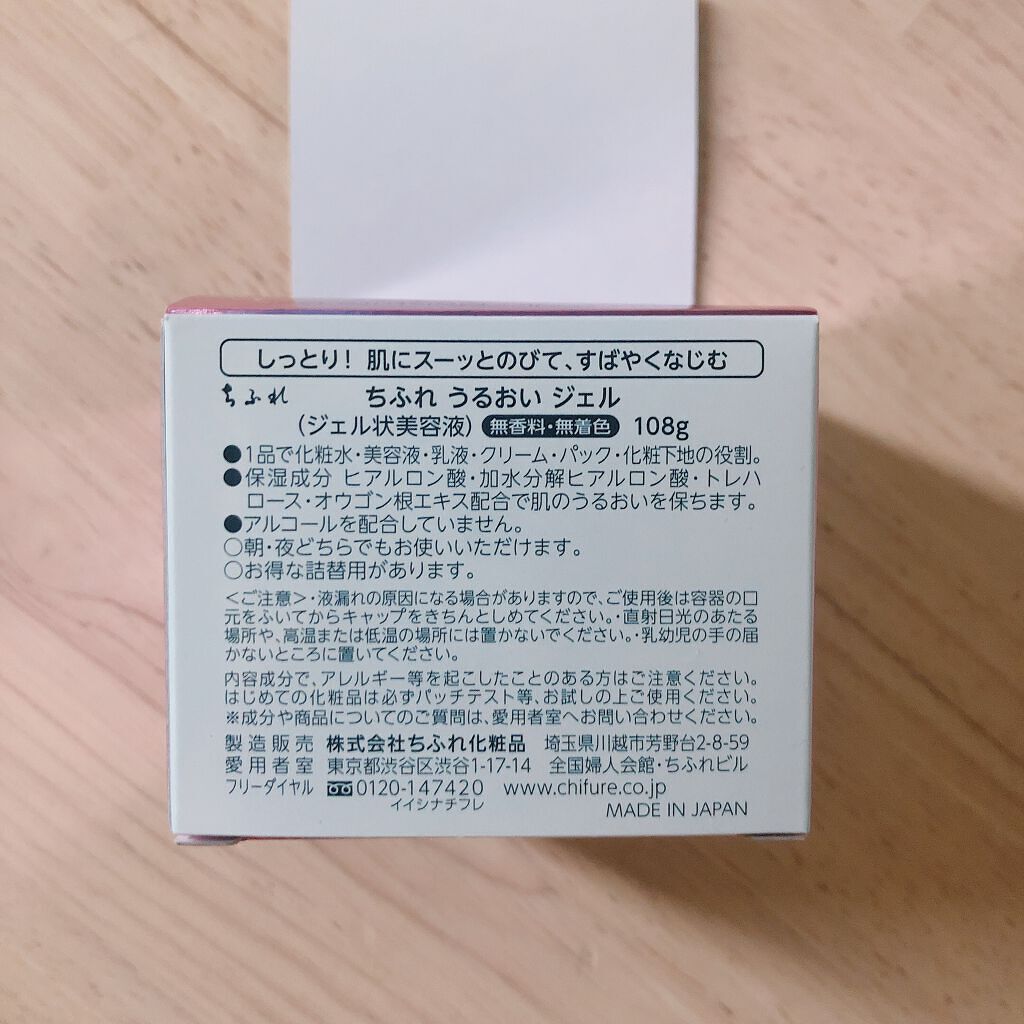 しっとり! 肌にスーッとのびて、すばやくなじむ
ちふれ ちふれ うるおい ジェル
(ジェル状美容液) 無香料・無着色 108g
●1品で化粧水・美容液・乳液・クリーム・パック・化粧下地の役割。
●保湿成分 ヒアルロン酸・加水分解ヒアルロン酸・トレハ
ロース・オウゴン根エキス配合で肌のうるおいを保ちます。
●アルコールを配合していません。
○朝・夜どちらでもお使いいただけます。
○お得な詰替用があります。
<ご注意>・液漏れの原因になる場合がありますので、ご使用後は容器の口
元をふいてからキャップをきちんとしめてください。・直射日光のあたる
場所や、高温または低温の場所には置かないでください。・乳幼児の手の届
かないところに置いてください。
内容成分で、アレルギー等を起こしたことのある方はご注意ください。
はじめての化粧品は必ずパッチテスト等、お試しの上ご使用ください。
※成分や商品についてのご質問は、愛用者室へお問い合わせください。
製造販売 株式会社ちふれ化粧品 埼玉県川越市芳野台2-8-59
愛用者室 東京都渋谷区渋谷1-17-14 全国婦人会館・ちふれビル
フリーダイヤル 0120-147420 www.chifure.co.jp
イイシナチフレ MADE IN JAPAN